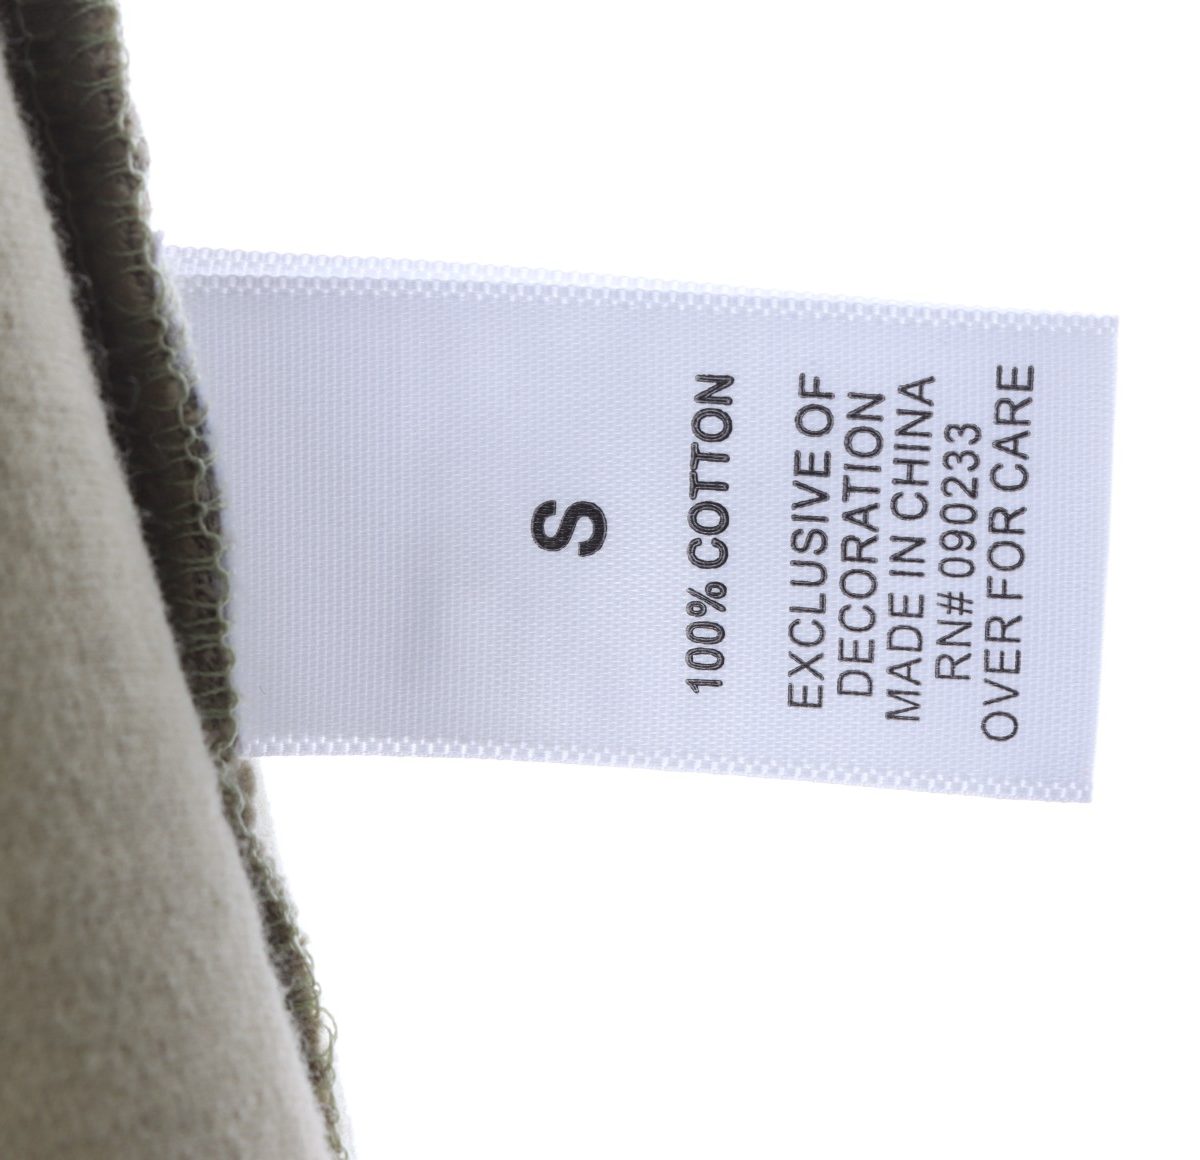 S
100% COTTON
EXCLUSIVE OF
DECORATION
MADE IN CHINA
RN# 090233
OVER FOR CARE